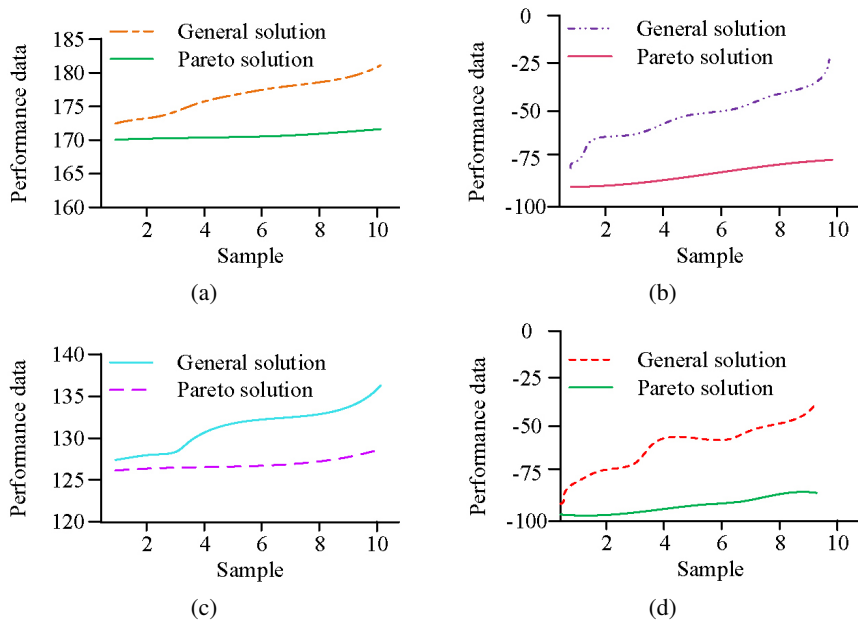 185
180
175
170
165
160
Performance data
General solution
Pareto solution
2 4 6 8 10
Sample
(a)
0
-25
-50
-75
-100
Performance data
General solution
Pareto solution
2 4 6 8 10
Sample
(b)
140
135
130
125
120
Performance data
General solution
Pareto solution
2 4 6 8 10
Sample
(c)
0
-25
-50
-75
-100
Performance data
General solution
Pareto solution
2 4 6 8 10
Sample
(d)